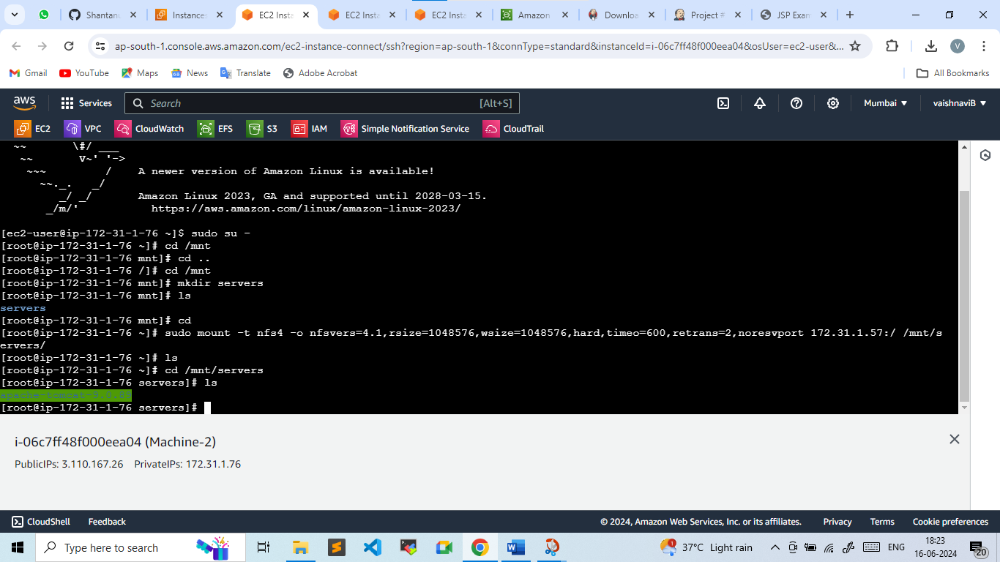 Shantanu
Instances
EC2 Insta
EC2 Insta
EC2 Insta
Amazon
Downloa
Project #
JSP Exam
ap-south-1.console.aws.amazon.com/ec2-instance-connect/ssh?region=ap-south-1&connType=standard&instanceId=i-06c7ff48f000eea04&osUser=ec2-user&...
V
Gmail YouTube Maps News Translate Adobe Acrobat All Bookmarks
aws Services Search [Alt+S] Mumbai vaishnaviB
EC2 VPC CloudWatch EFS S3 IAM Simple Notification Service CloudTrail
~~ \#/ ___
~~ V~' '->
~~~ / A newer version of Amazon Linux is available!
~~._. _/
_/ _/ Amazon Linux 2023, GA and supported until 2028-03-15.
_/m/' https://aws.amazon.com/linux/amazon-linux-2023/
[ec2-user@ip-172-31-1-76 ~]$ sudo su -
[root@ip-172-31-1-76 ~]# cd /mnt
[root@ip-172-31-1-76 mnt]# cd ..
[root@ip-172-31-1-76 /]# cd /mnt
[root@ip-172-31-1-76 mnt]# mkdir servers
[root@ip-172-31-1-76 mnt]# ls
servers
[root@ip-172-31-1-76 mnt]# cd
[root@ip-172-31-1-76 ~]# sudo mount -t nfs4 -o nfsvers=4.1,rsize=1048576,wsize=1048576,hard,timeo=600,retrans=2,noresvport 172.31.1.57:/ /mnt/s
ervers/
[root@ip-172-31-1-76 ~]# ls
[root@ip-172-31-1-76 ~]# cd /mnt/servers
[root@ip-172-31-1-76 servers]# ls
apache-tomcat-9.0.89
[root@ip-172-31-1-76 servers]#
i-06c7ff48f000eea04 (Machine-2)
PublicIPs: 3.110.167.26 PrivateIPs: 172.31.1.76
CloudShell Feedback © 2024, Amazon Web Services, Inc. or its affiliates. Privacy Terms Cookie preferences
Type here to search 37°C Light rain ENG 18:23
16-06-2024 20